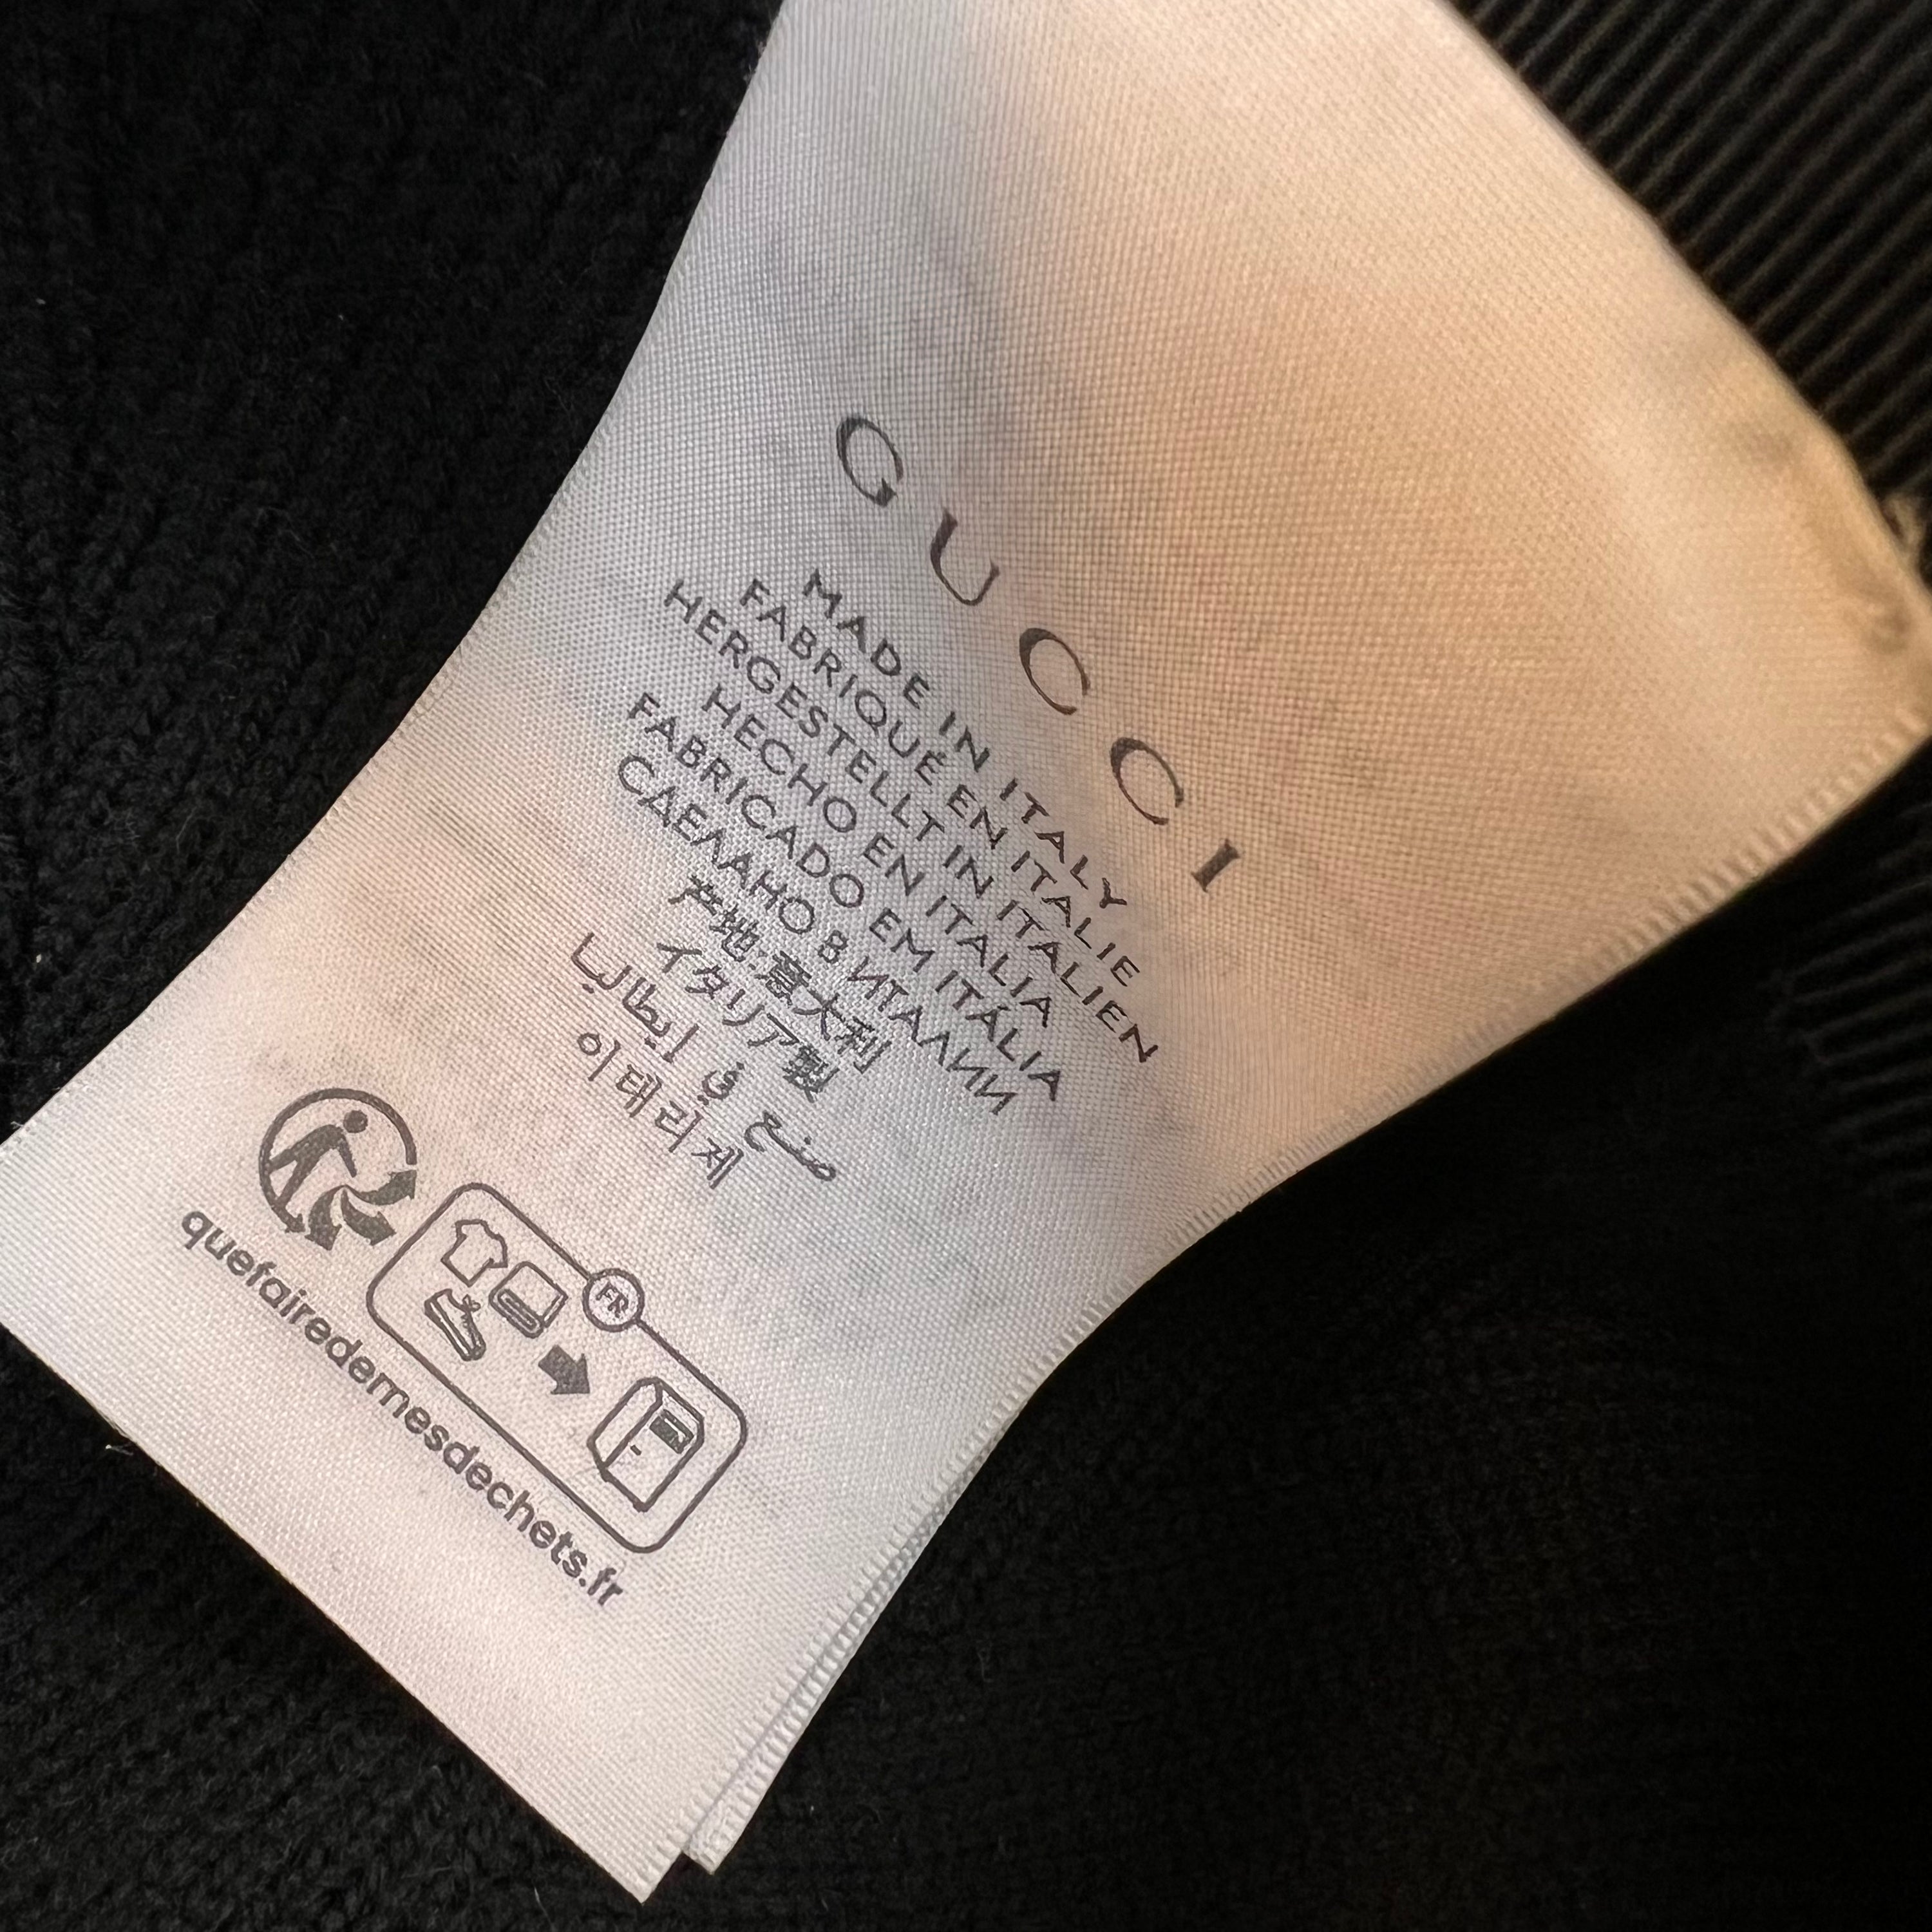 GUCCI
MADE IN ITALY
FABRIQUÉ EN ITALIE
HERGESTELLT IN ITALIEN
HECHO EN ITALIA
FABRICADO EM ITÁLIA
СДЕЛАНО В ИТАЛИИ
产地:意大利
イタリア製
صنع في إيطاليا
이태리제
FR
quefairedemesdechets.fr